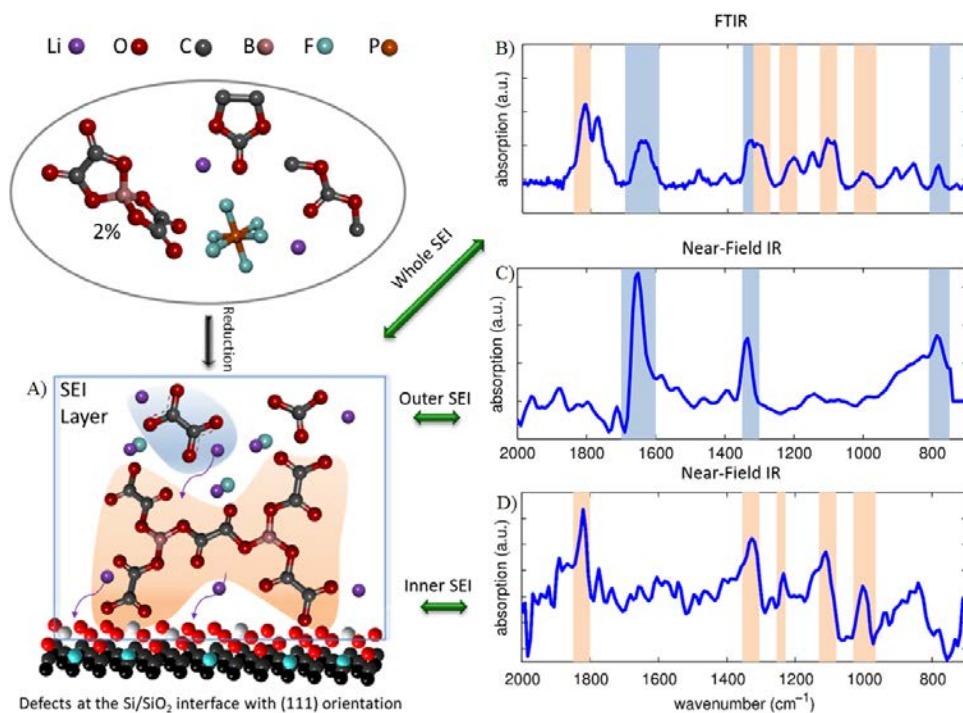 Li O C B F P
2%
Reduction
Whole SEI
A)
SEI
Layer
Outer SEI
Inner SEI
Defects at the Si/SiO2 interface with (111) orientation
FTIR
B)
absorption (a.u.)
Near-Field IR
C)
absorption (a.u.)
2000 1800 1600 1400 1200 1000 800
Near-Field IR
D)
absorption (a.u.)
2000 1800 1600 1400 1200 1000 800
wavenumber (cm⁻¹)